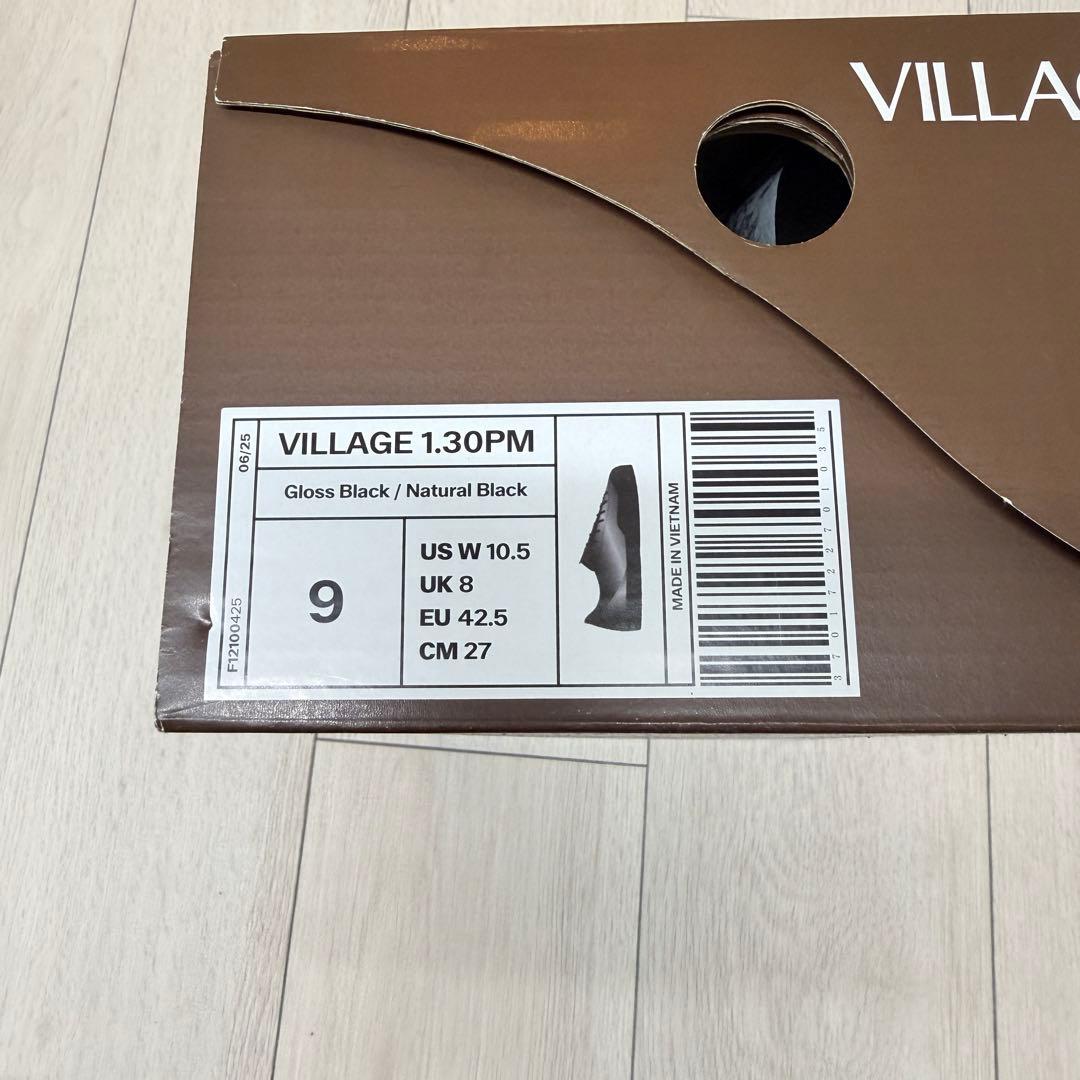 VILLAG
06/25
VILLAGE 1.30PM
Gloss Black / Natural Black
F12100425
9
US W 10.5
UK 8
EU 42.5
CM 27
MADE IN VIETNAM
3701722701035